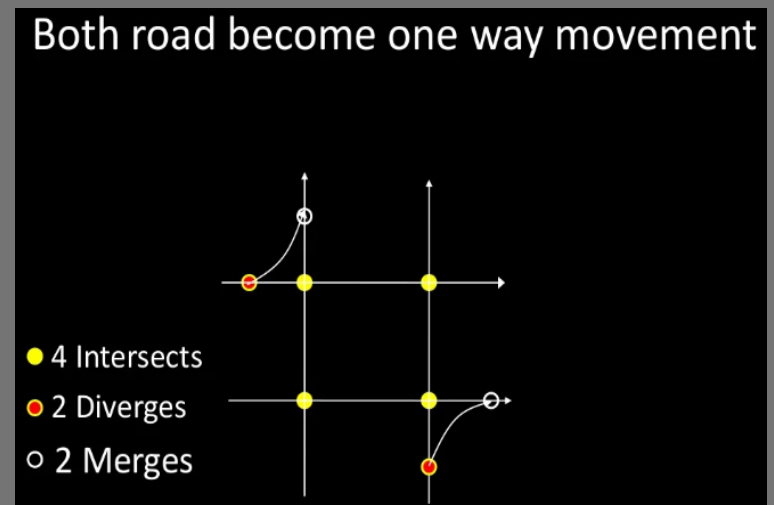 Both road become one way movement
4 Intersects
2 Diverges
2 Merges